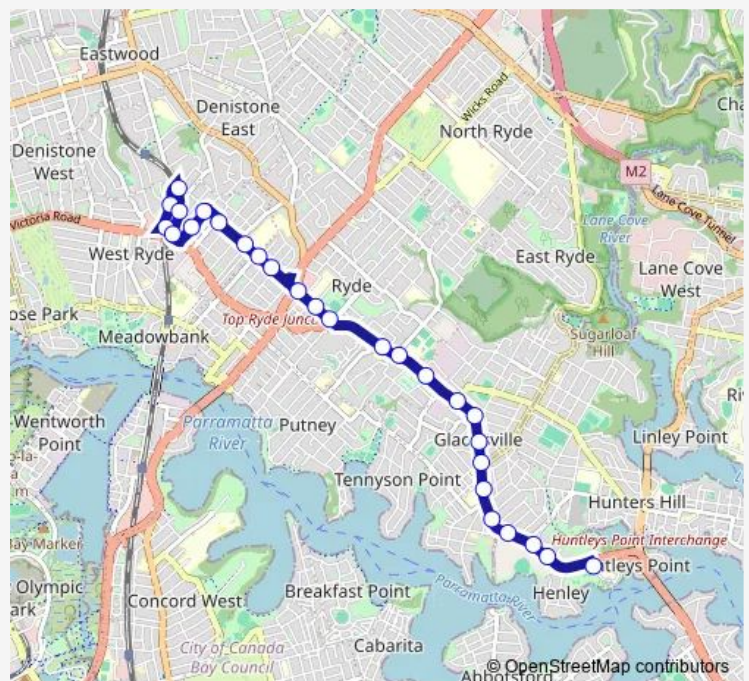 Eastwood
Denistone
East
Wicks Road
North Ryde
Denistone
West
M2
Lane Cove Tunnel
Victoria Road
Lane Cove
River
West Ryde
East Ryde
Lane Cove
West
Ryde
ose Park
Top Ryde Junc
Meadowbank
Sugarloaf
Hill
Wentworth
Point
Parramatta
River
Putney
Linley Point
Tennyson Point
Hunters Hill
Huntleys Point Interchange
ntleys Point
Olympic
ark
Concord West
Breakfast Point
Parramatta River
Henley
City of Canada
Bay Council
Cabarita
Abbotsford
© OpenStreetMap contributors